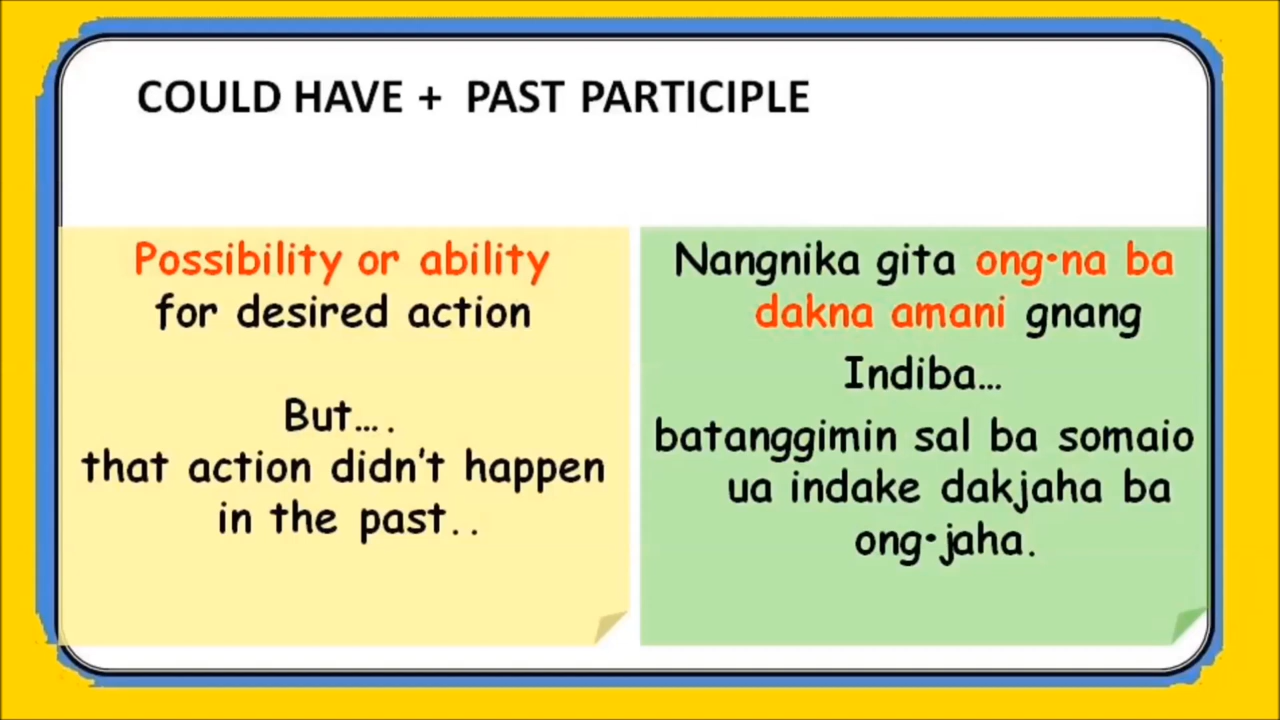 COULD HAVE + PAST PARTICIPLE
Possibility or ability
for desired action
But….
that action didn’t happen
in the past..
Nangnika gita ong•na ba
dakna amani gnang
Indiba…
batanggimin sal ba somaio
ua indake dakjaha ba
ong•jaha.